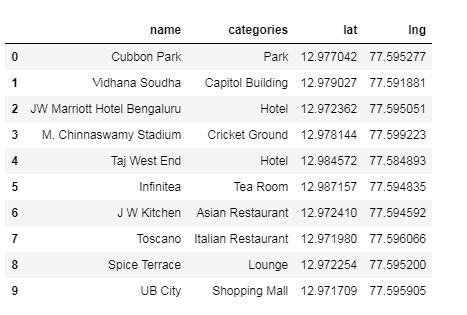 name categories lat lng
0 Cubbon Park Park 12.977042 77.595277
1 Vidhana Soudha Capitol Building 12.979027 77.591881
2 JW Marriott Hotel Bengaluru Hotel 12.972362 77.595051
3 M. Chinnaswamy Stadium Cricket Ground 12.978144 77.599223
4 Taj West End Hotel 12.984572 77.584893
5 Infinitea Tea Room 12.987157 77.594835
6 J W Kitchen Asian Restaurant 12.972410 77.594592
7 Toscano Italian Restaurant 12.971980 77.596066
8 Spice Terrace Lounge 12.972254 77.595200
9 UB City Shopping Mall 12.971709 77.595905